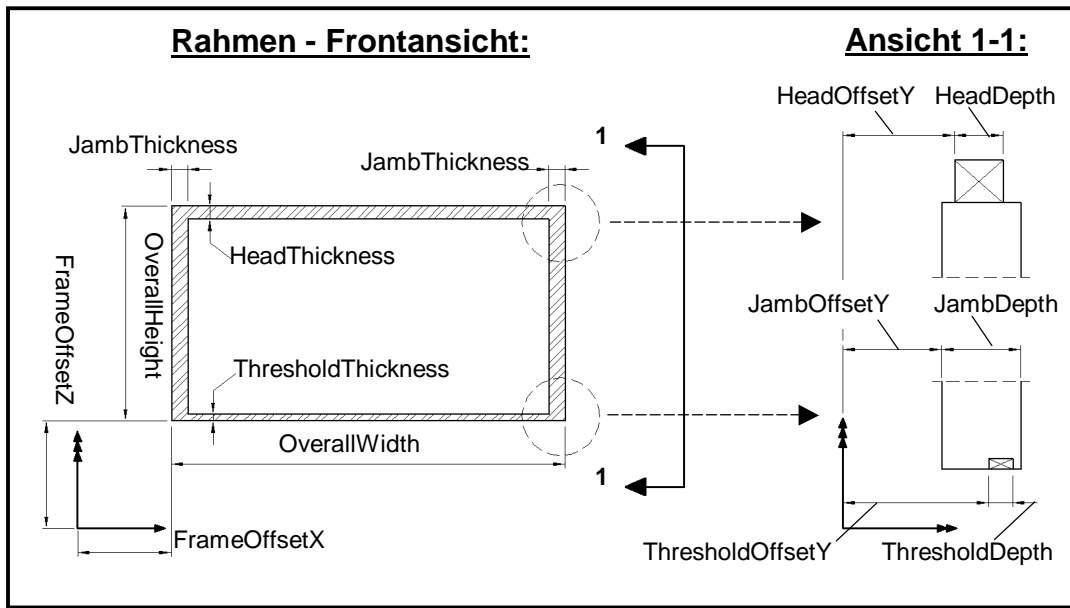 Rahmen - Frontansicht:
Ansicht 1-1:
HeadOffsetY HeadDepth
1
JambThickness
JambThickness
HeadThickness
OverallHeight
FrameOffsetZ
JambOffsetY JambDepth
ThresholdThickness
OverallWidth
1
FrameOffsetX
ThresholdOffsetY ThresholdDepth